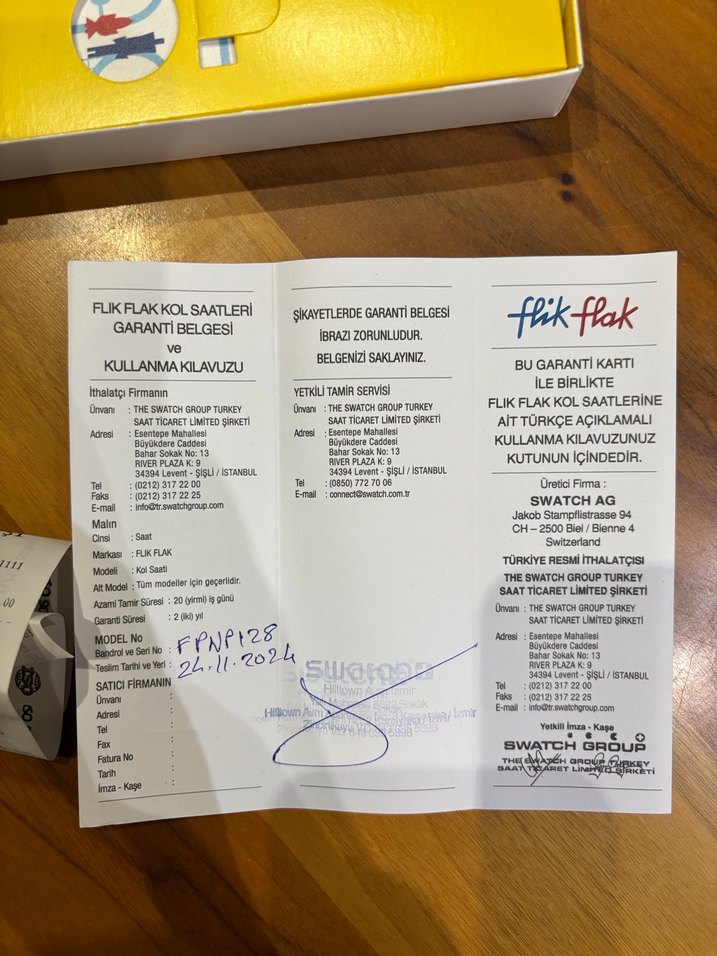 FLIK FLAK KOL SAATLERİ
GARANTİ BELGESİ
ve
KULLANMA KILAVUZU
İthalatçı Firmanın
Ünvanı : THE SWATCH GROUP TURKEY
SAAT TİCARET LİMİTED ŞİRKETİ
Adresi : Esentepe Mahallesi
Büyükdere Caddesi
Bahar Sokak No: 13
RIVER PLAZA K: 9
34394 Levent - ŞİŞLİ / İSTANBUL
Tel : (0212) 317 22 00
Faks : (0212) 317 22 25
E-mail : info@tr.swatchgroup.com
Malın
Cinsi : Saat
Markası : FLIK FLAK
Modeli : Kol Saati
Alt Model : Tüm modeller için geçerlidir.
Azami Tamir Süresi : 20 (yirmi) iş günü
Garanti Süresi : 2 (iki) yıl
MODEL No
Bandrol ve Seri No : FPNP128
Teslim Tarihi ve Yeri : 24.11.2024
SATICI FİRMANIN
Ünvanı :
Adresi :
Tel :
Fax :
Fatura No :
Tarih :
İmza - Kaşe :
ŞİKAYETLERDE GARANTİ BELGESİ
İBRAZI ZORUNLUDUR.
BELGENİZİ SAKLAYINIZ.
YETKİLİ TAMİR SERVİSİ
Ünvanı : THE SWATCH GROUP TURKEY
SAAT TİCARET LİMİTED ŞİRKETİ
Adresi : Esentepe Mahallesi
Büyükdere Caddesi
Bahar Sokak No: 13
RIVER PLAZA K: 9
34394 Levent - ŞİŞLİ / İSTANBUL
Tel : (0850) 772 70 06
E-mail : connect@swatch.com.tr
Hilltown Avm İzmir
Sokak
Hilltown Avm İzmir
flik flak
BU GARANTİ KARTI
İLE BİRLİKTE
FLIK FLAK KOL SAATLERİNE
AİT TÜRKÇE AÇIKLAMALI
KULLANMA KILAVUZUNUZ
KUTUNUN İÇİNDEDİR.
Üretici Firma :
SWATCH AG
Jakob Stampflistrasse 94
CH – 2500 Biel / Bienne 4
Switzerland
TÜRKİYE RESMİ İTHALATÇISI
THE SWATCH GROUP TURKEY
SAAT TİCARET LİMİTED ŞİRKETİ
Ünvanı : THE SWATCH GROUP TURKEY
SAAT TİCARET LİMİTED ŞİRKETİ
Adresi : Esentepe Mahallesi
Büyükdere Caddesi
Bahar Sokak No: 13
RIVER PLAZA K: 9
34394 Levent - ŞİŞLİ / İSTANBUL
Tel : (0212) 317 22 00
Faks : (0212) 317 22 25
E-mail : info@tr.swatchgroup.com
Yetkili İmza - Kaşe
SWATCH GROUP
THE SWATCH GROUP TURKEY
SAAT TİCARET LİMİTED ŞİRKETİ
1111
00
50